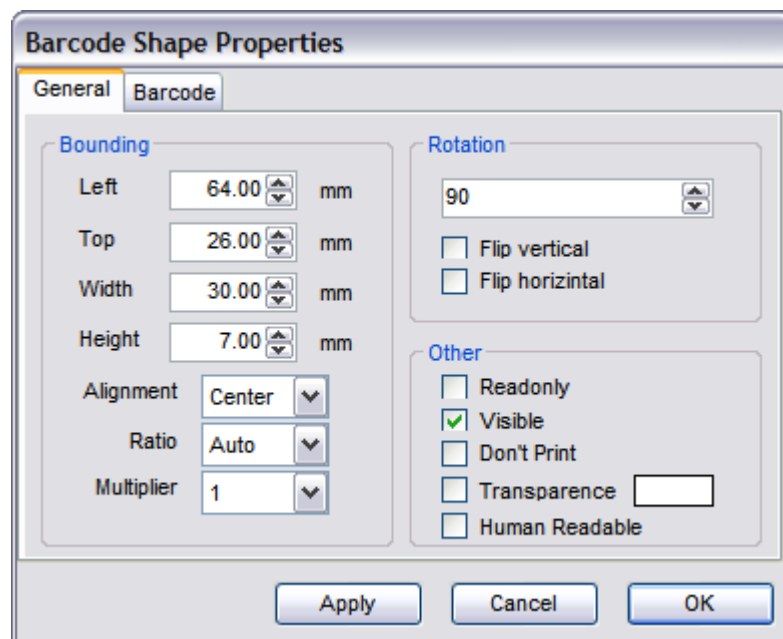 Barcode Shape Properties
General Barcode
Bounding
Left 64.00 mm
Top 26.00 mm
Width 30.00 mm
Height 7.00 mm
Alignment Center
Ratio Auto
Multiplier 1
Rotation
90
Flip vertical
Flip horizintal
Other
Readonly
Visible
Don't Print
Transparence
Human Readable
Apply Cancel OK